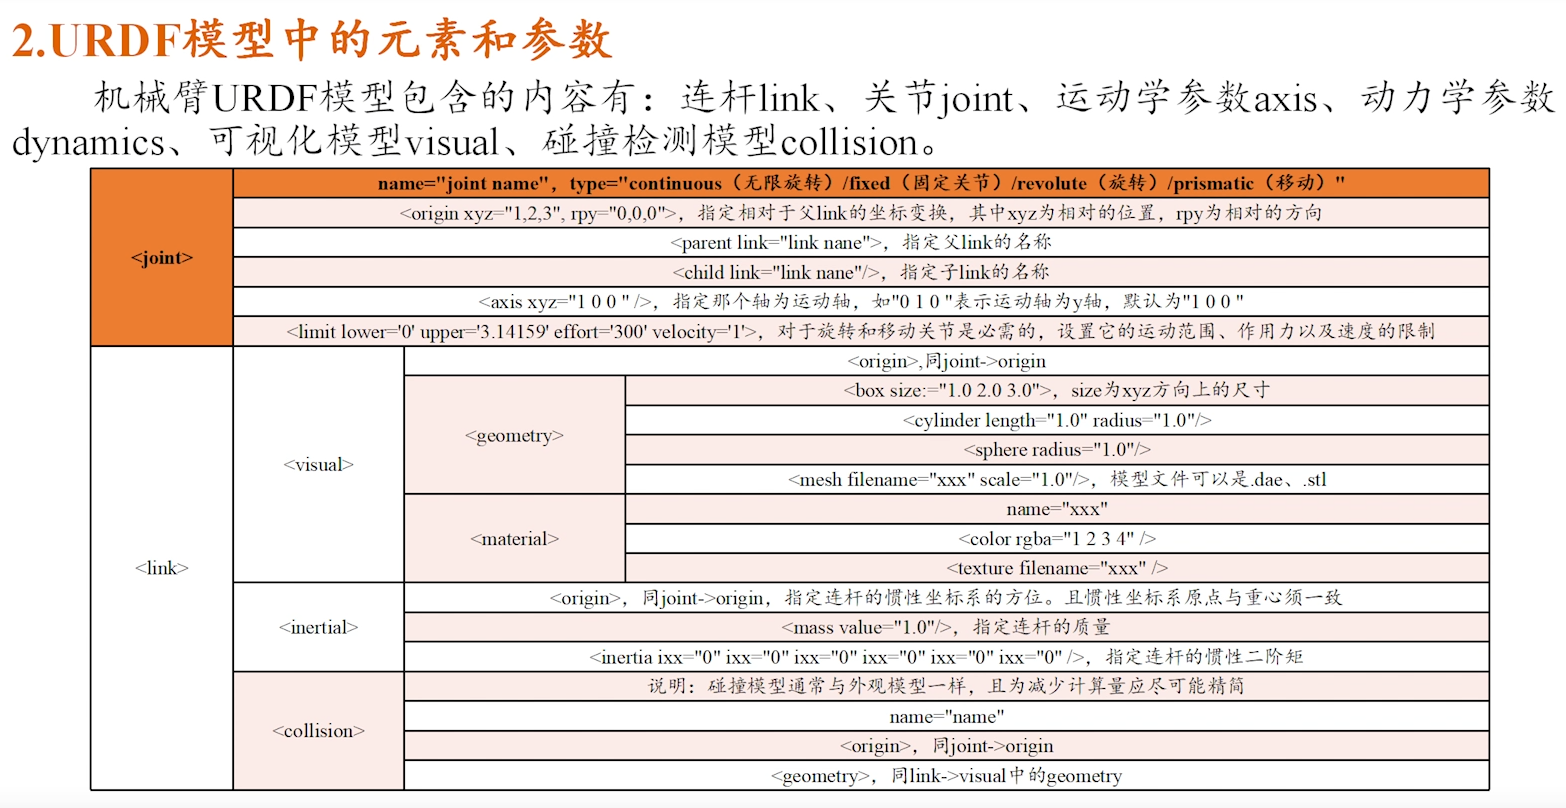 2.URDF模型中的元素和参数
机械臂URDF模型包含的内容有：连杆link、关节joint、运动学参数axis、动力学参数
dynamics、可视化模型visual、碰撞检测模型collision。
<joint>
name="joint name"，type="continuous（无限旋转）/fixed（固定关节）/revolute（旋转）/prismatic（移动）"
<origin xyz="1,2,3", rpy="0,0,0">，指定相对于父link的坐标变换，其中xyz为相对的位置，rpy为相对的方向
<parent link="link nane">，指定父link的名称
<child link="link nane"/>，指定子link的名称
<axis xyz="1 0 0 " />，指定那个轴为运动轴，如"0 1 0 "表示运动轴为y轴，默认为"1 0 0 "
<limit lower='0' upper='3.14159' effort='300' velocity='1'>，对于旋转和移动关节是必需的，设置它的运动范围、作用力以及速度的限制
<link>
<visual>
<origin>,同joint->origin
<geometry>
<box size:="1.0 2.0 3.0">，size为xyz方向上的尺寸
<cylinder length="1.0" radius="1.0"/>
<sphere radius="1.0"/>
<mesh filename="xxx" scale="1.0"/>，模型文件可以是.dae、.stl
<material>
name="xxx"
<color rgba="1 2 3 4" />
<texture filename="xxx" />
<inertial>
<origin>，同joint->origin，指定连杆的惯性坐标系的方位。且惯性坐标系原点与重心须一致
<mass value="1.0"/>，指定连杆的质量
<inertia ixx="0" ixx="0" ixx="0" ixx="0" ixx="0" ixx="0" />，指定连杆的惯性二阶矩
<collision>
说明：碰撞模型通常与外观模型一样，且为减少计算量应尽可能精简
name="name"
<origin>，同joint->origin
<geometry>，同link->visual中的geometry